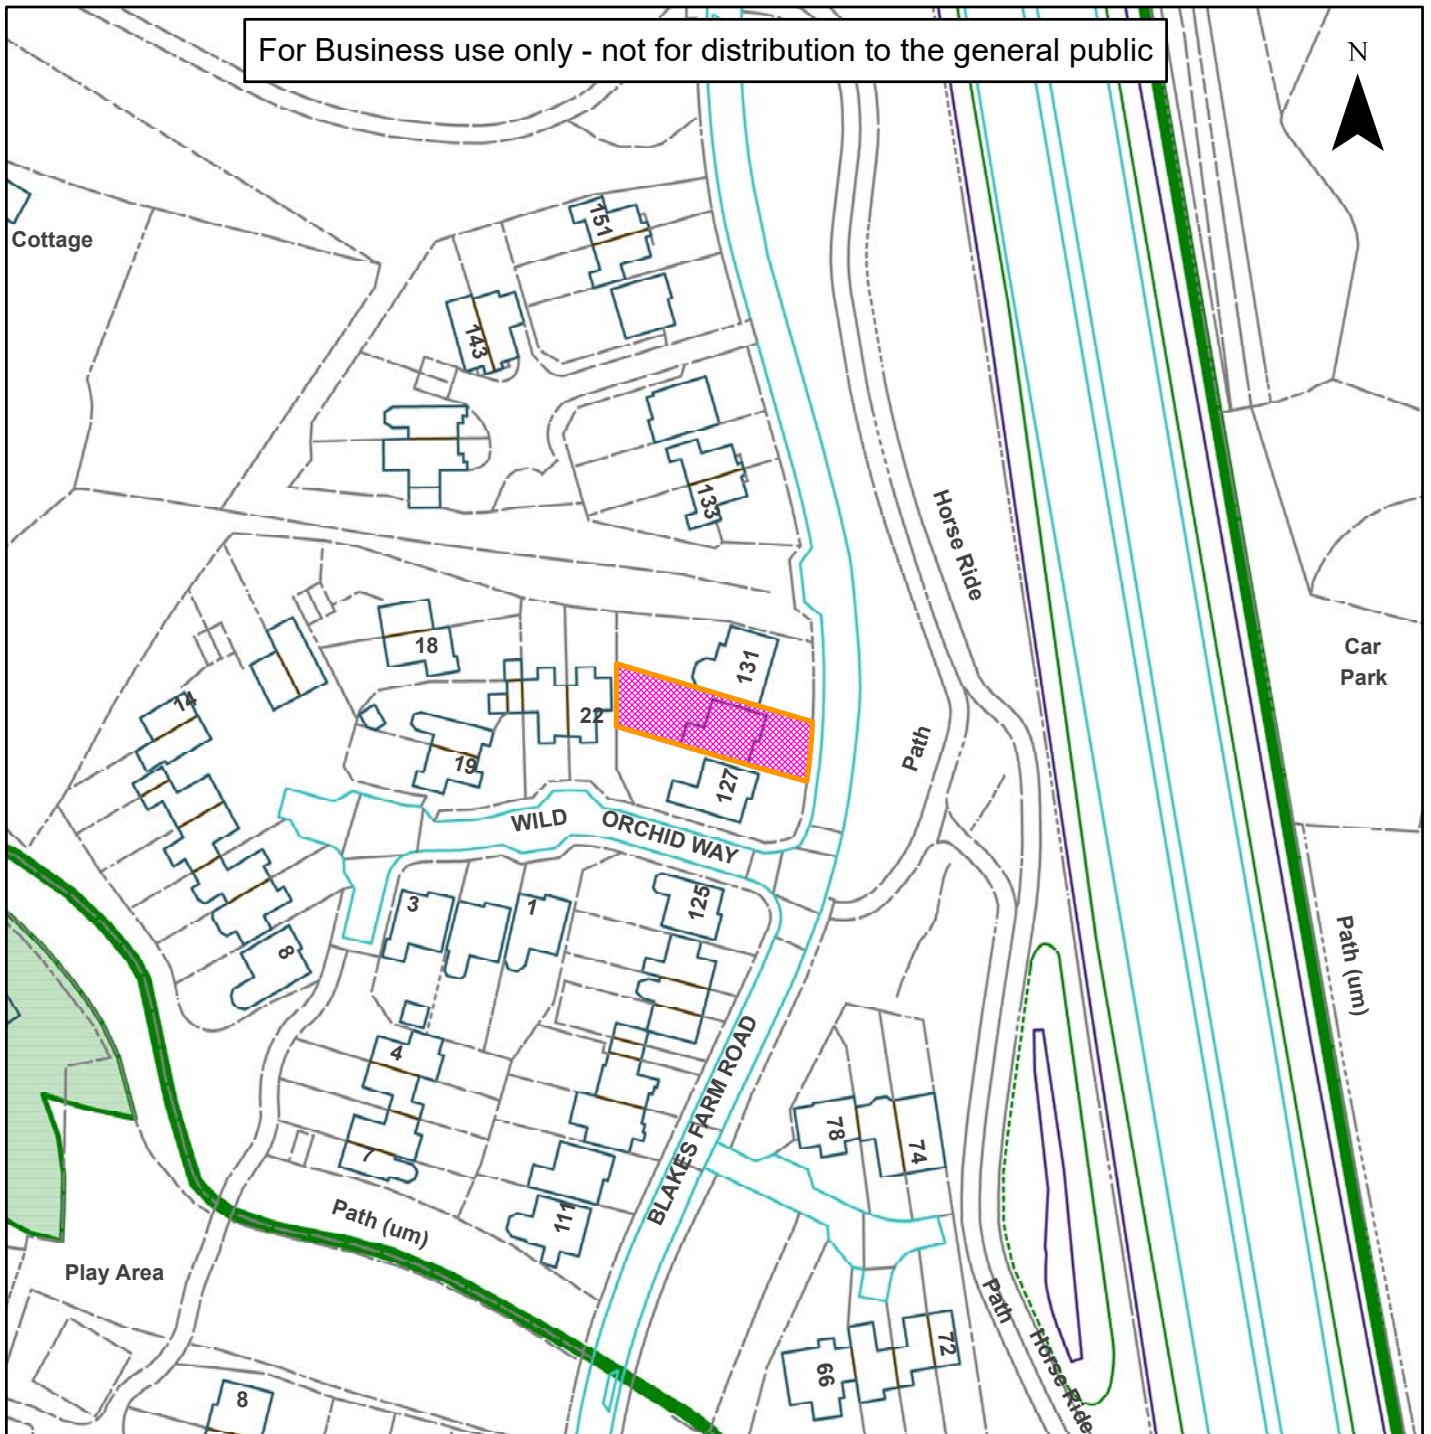 For Business use only - not for distribution to the general public
N
Cottage
151
143
133
Horse Ride
Car
Park
18
131
14
22
19
127
Path
WILD ORCHID WAY
3
1
125
8
Path (um)
4
78
74
7
BLAKES FARM ROAD
111
Path (um)
Play Area
Path
72
66
Horse Ride
8